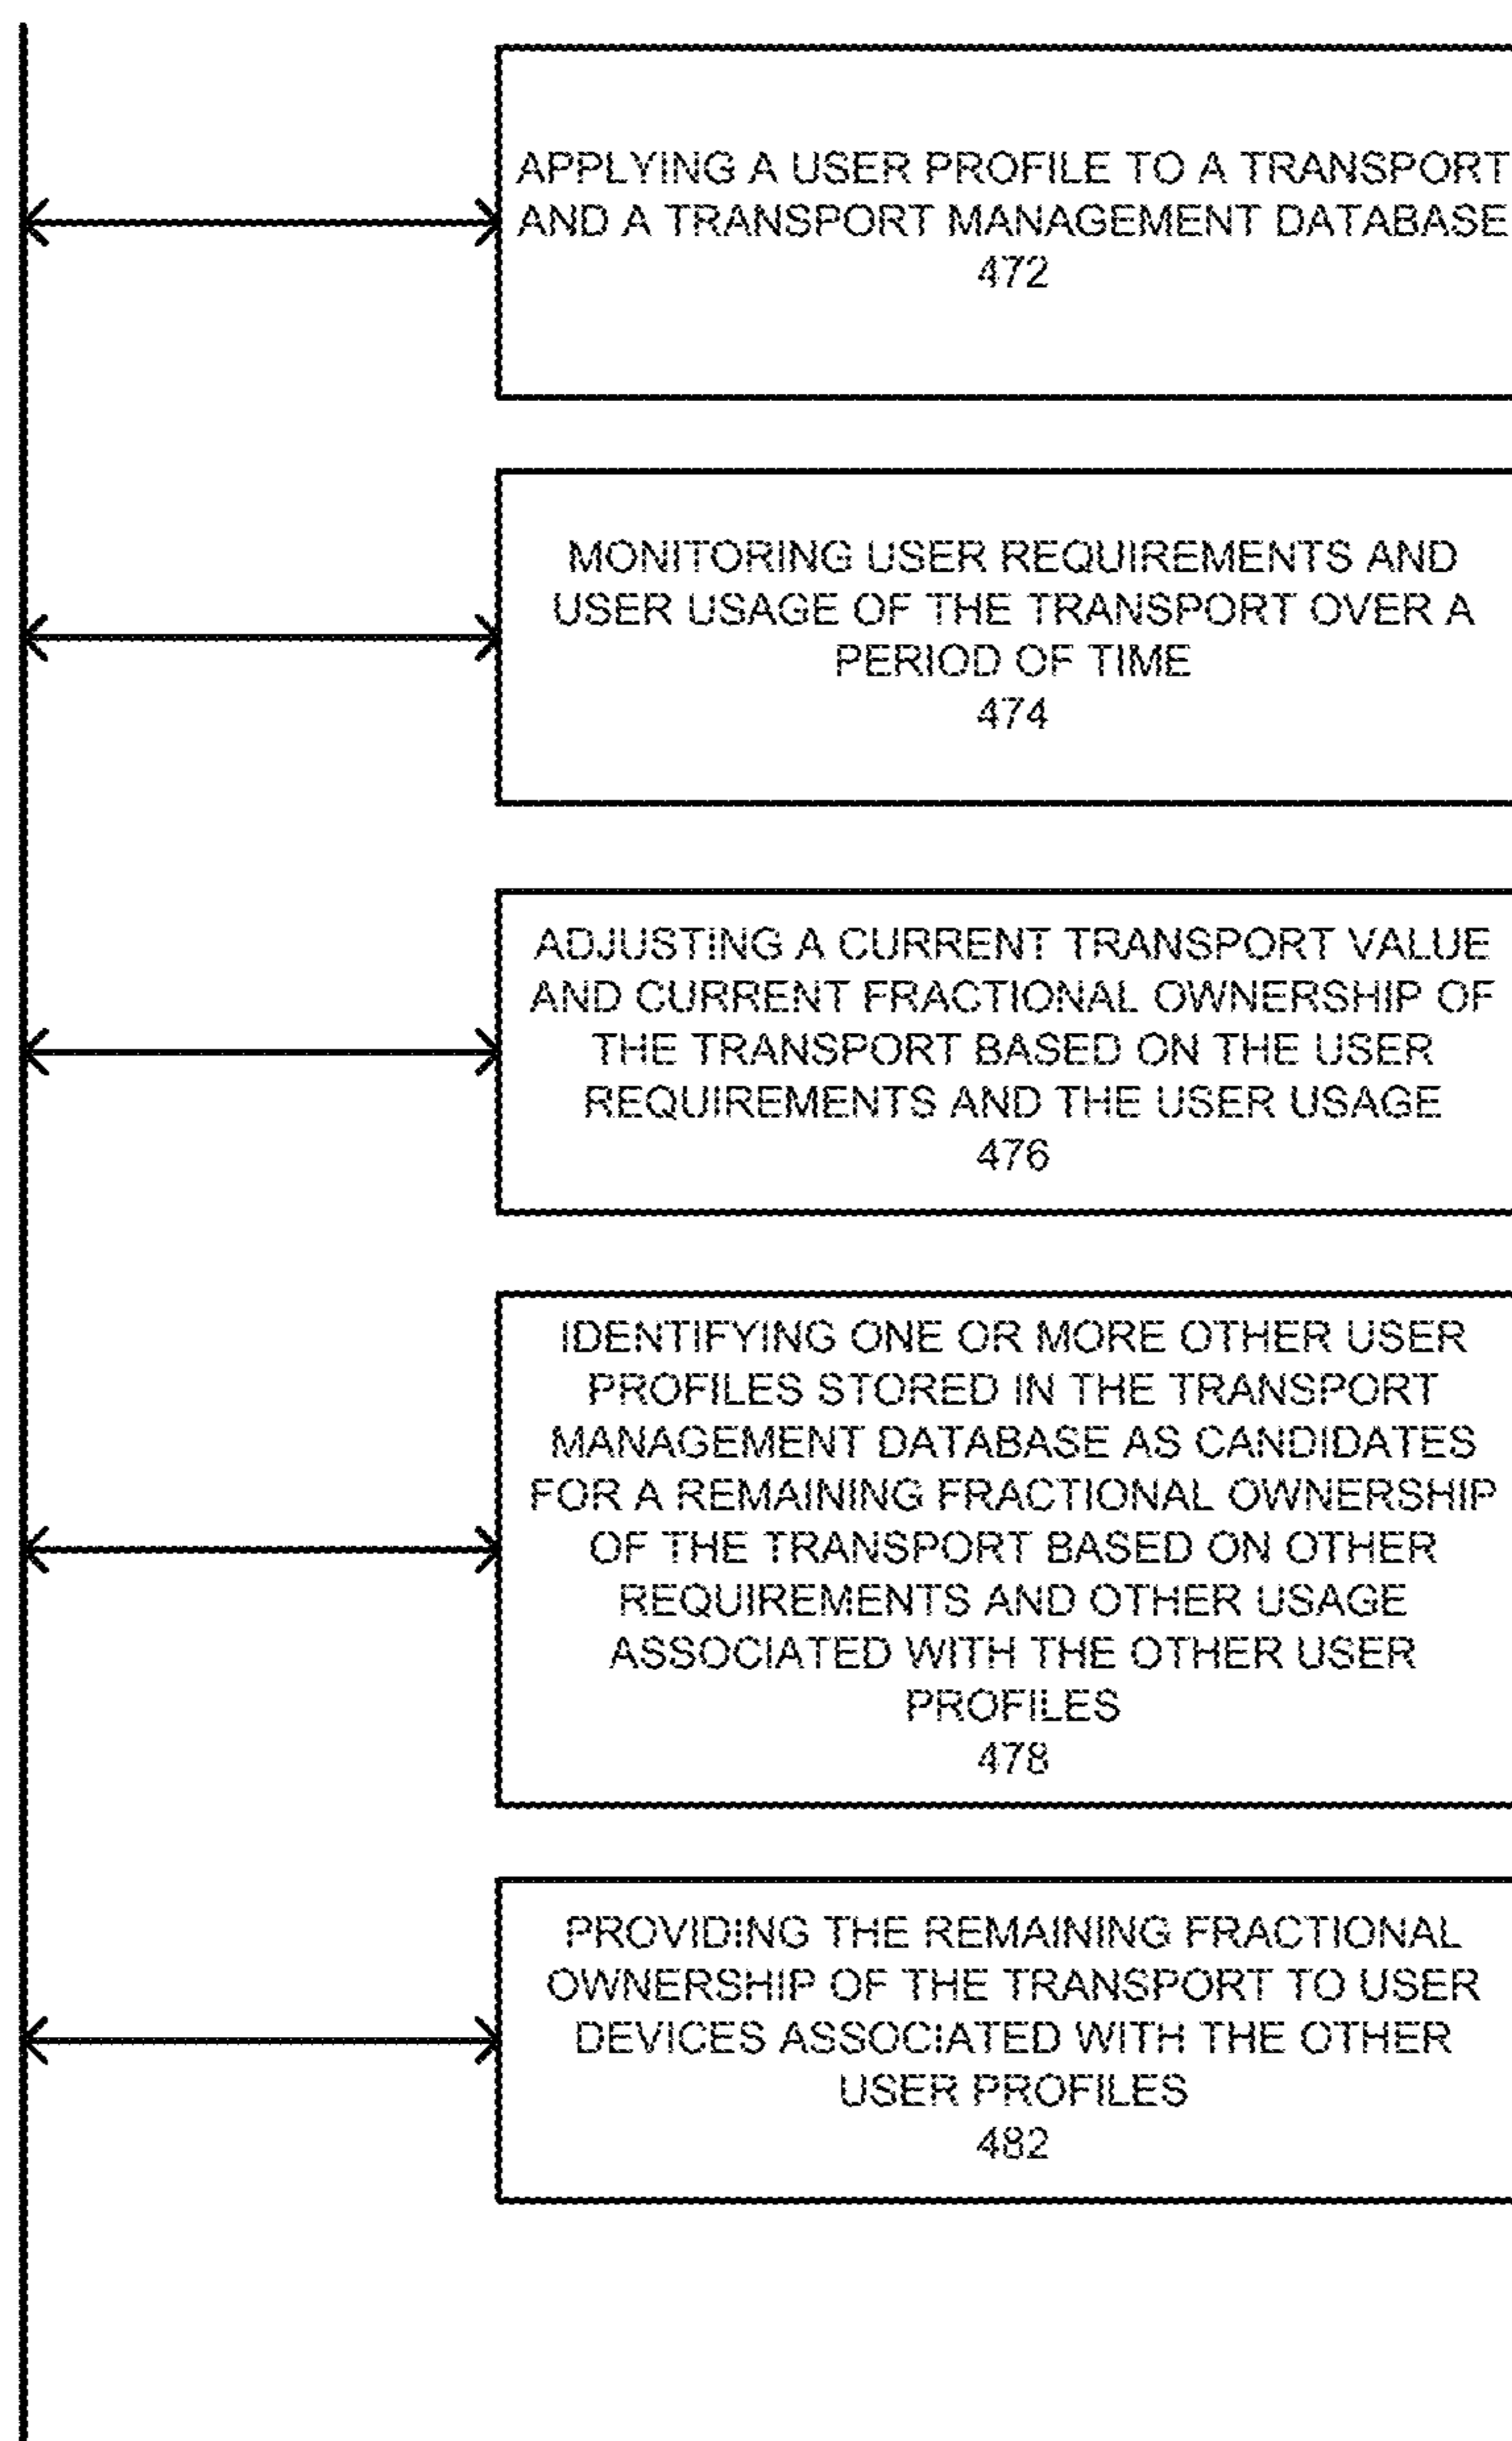 APPLYING A USER PROFILE TO A TRANSPORT
AND A TRANSPORT MANAGEMENT DATABASE
472
MONITORING USER REQUIREMENTS AND
USER USAGE OF THE TRANSPORT OVER A
PERIOD OF TIME
474
ADJUSTING A CURRENT TRANSPORT VALUE
AND CURRENT FRACTIONAL OWNERSHIP OF
THE TRANSPORT BASED ON THE USER
REQUIREMENTS AND THE USER USAGE
476
IDENTIFYING ONE OR MORE OTHER USER
PROFILES STORED IN THE TRANSPORT
MANAGEMENT DATABASE AS CANDIDATES
FOR A REMAINING FRACTIONAL OWNERSHIP
OF THE TRANSPORT BASED ON OTHER
REQUIREMENTS AND OTHER USAGE
ASSOCIATED WITH THE OTHER USER
PROFILES
478
PROVIDING THE REMAINING FRACTIONAL
OWNERSHIP OF THE TRANSPORT TO USER
DEVICES ASSOCIATED WITH THE OTHER
USER PROFILES
482